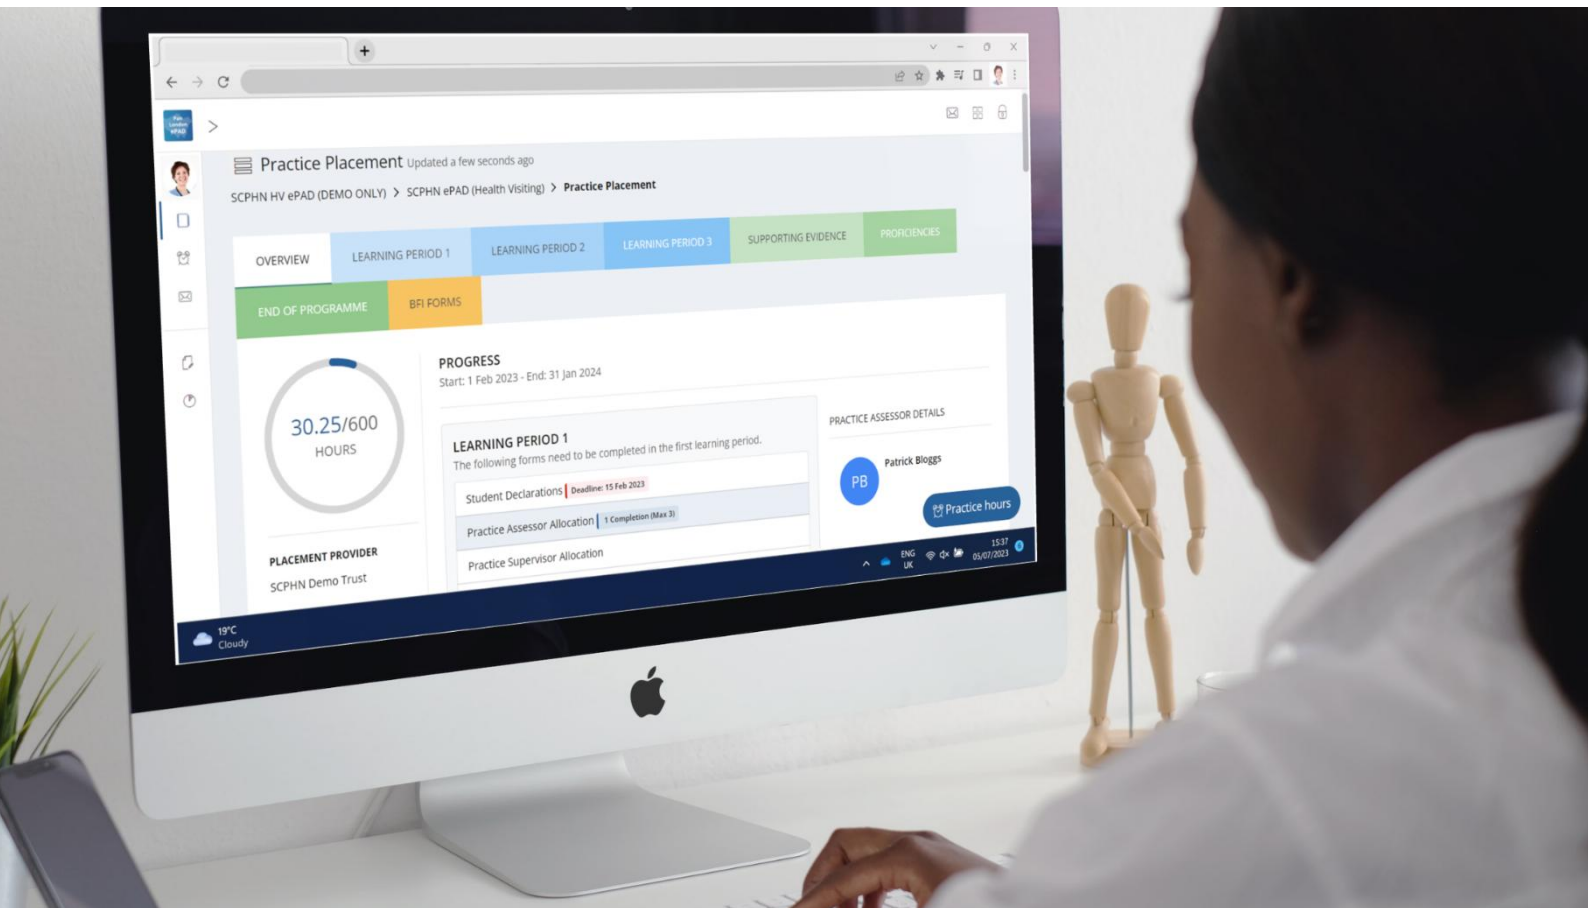 Pan
London
ePAD
Practice Placement Updated a few seconds ago
SCPHN HV ePAD (DEMO ONLY) > SCPHN ePAD (Health Visiting) > Practice Placement
OVERVIEW
LEARNING PERIOD 1
LEARNING PERIOD 2
LEARNING PERIOD 3
SUPPORTING EVIDENCE
PROFICIENCIES
END OF PROGRAMME
BFI FORMS
30.25/600
HOURS
PLACEMENT PROVIDER
SCPHN Demo Trust
PROGRESS
Start: 1 Feb 2023 - End: 31 Jan 2024
LEARNING PERIOD 1
The following forms need to be completed in the first learning period.
Student Declarations Deadline: 15 Feb 2023
Practice Assessor Allocation 1 Completion (Max 3)
Practice Supervisor Allocation
PRACTICE ASSESSOR DETAILS
PB
Patrick Bloggs
Practice hours
19°C
Cloudy
ENG
UK
15:37
05/07/2023